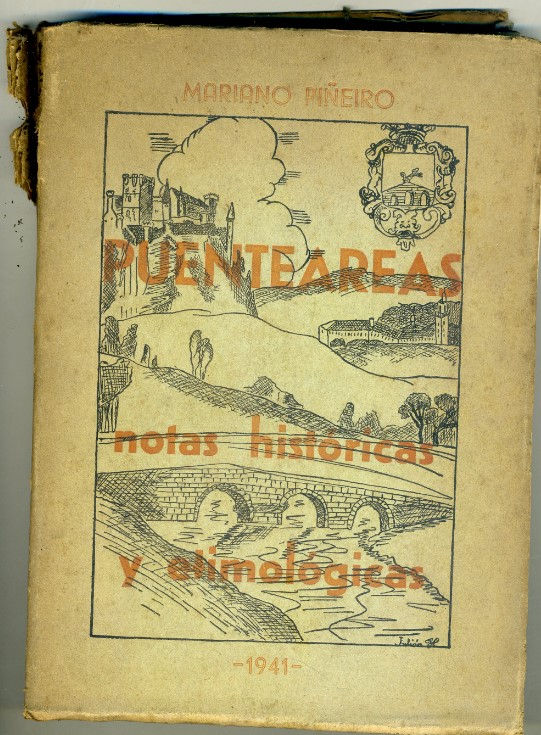 MARIANO PIÑEIRO
PUENTEAREAS
notas históricas
y etimológicas
-1941-